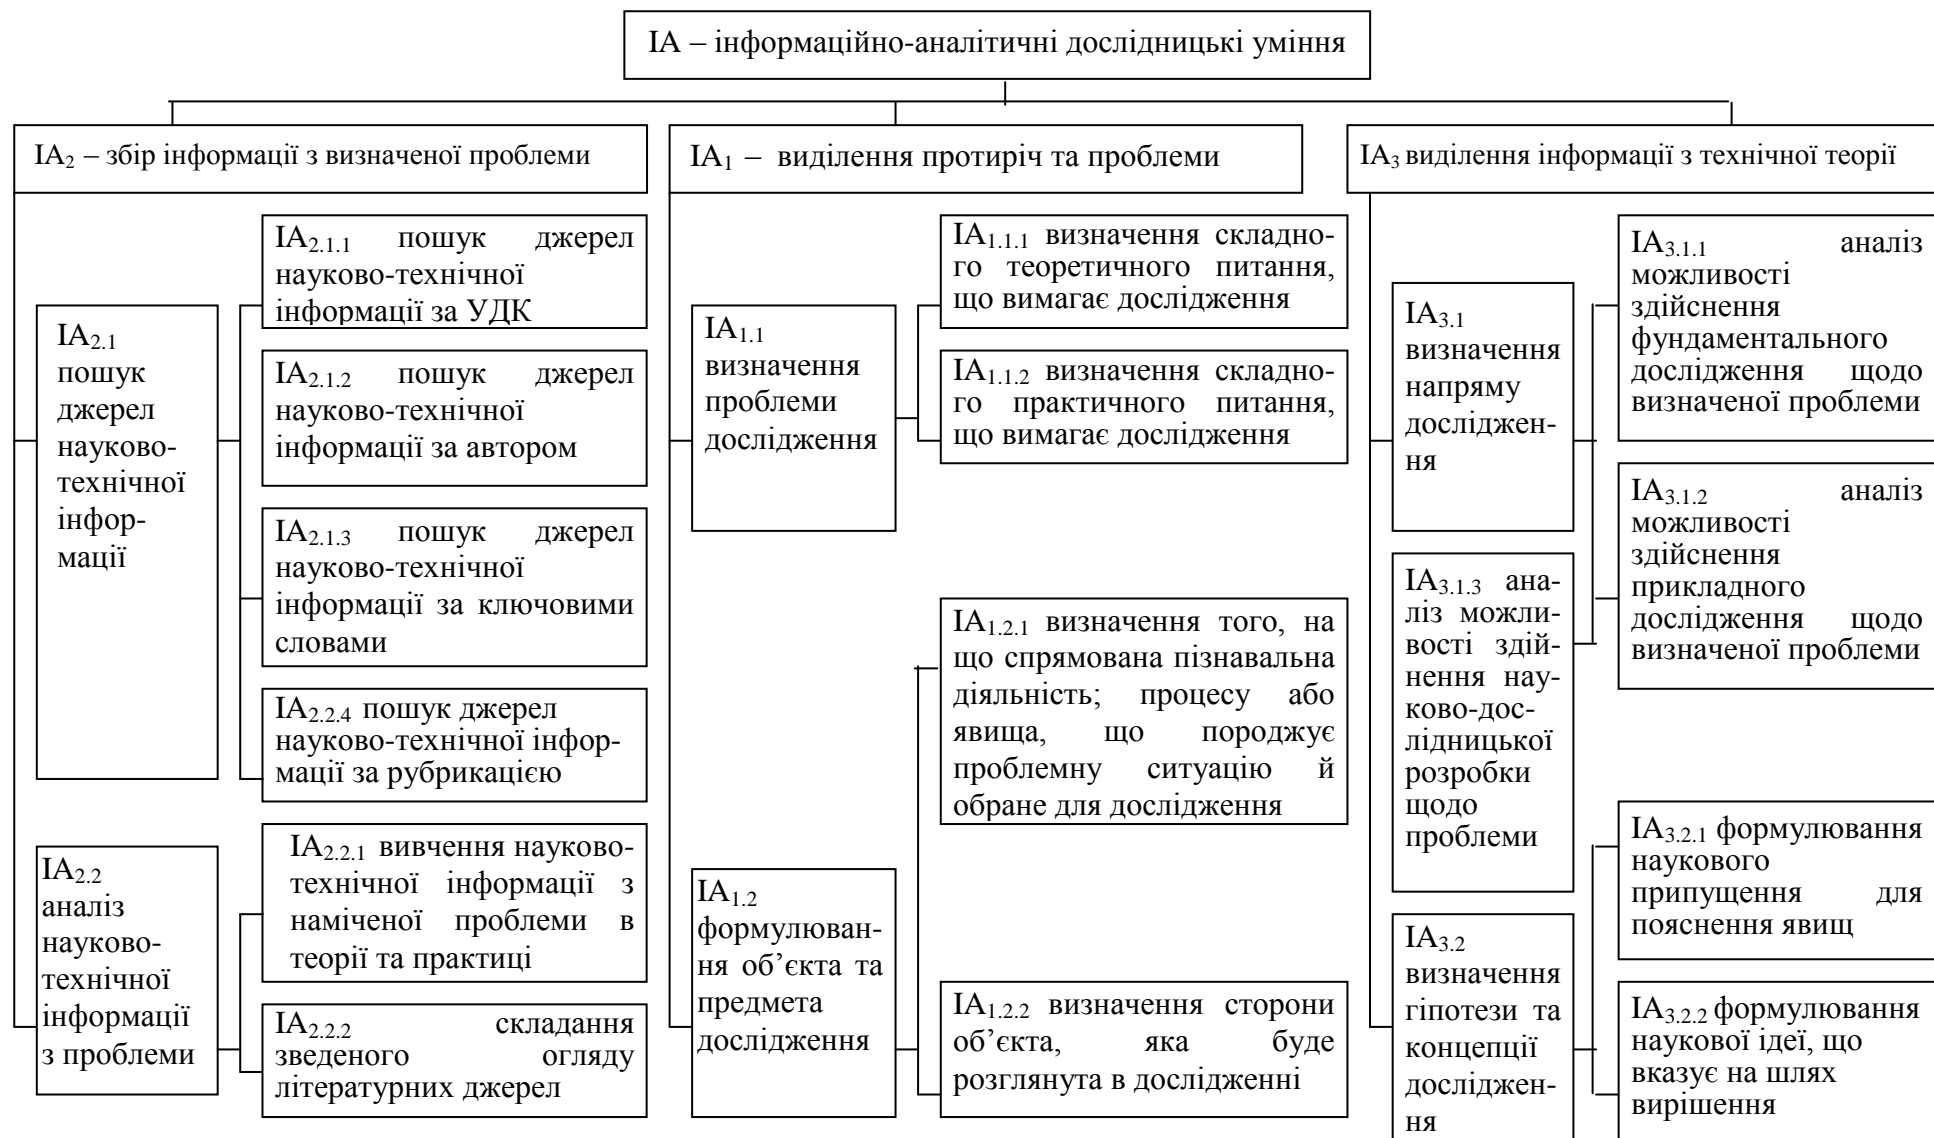 ІА – інформаційно-аналітичні дослідницькі уміння
ІА₂ – збір інформації з визначеної проблеми
ІА₁ – виділення протиріч та проблеми
ІА₃ виділення інформації з технічної теорії
ІА₂.₁
пошук
джерел
науково-
технічної
інфор-
мації
ІА₂.₁.₁ пошук джерел
науково-технічної
інформації за УДК
ІА₂.₁.₂ пошук джерел
науково-технічної
інформації за автором
ІА₂.₁.₃ пошук джерел
науково-технічної
інформації за ключовими
словами
ІА₂.₂.₄ пошук джерел
науково-технічної інфор-
мації за рубрикацією
ІА₂.₂
аналіз
науково-
технічної
інформації
з проблеми
ІА₂.₂.₁ вивчення науково-
технічної інформації з
наміченої проблеми в
теорії та практиці
ІА₂.₂.₂ складання
зведеного огляду
літературних джерел
ІА₁.₁
визначення
проблеми
дослідження
ІА₁.₁.₁ визначення складно-
го теоретичного питання,
що вимагає дослідження
ІА₁.₁.₂ визначення складно-
го практичного питання,
що вимагає дослідження
ІА₁.₂
формулюван-
ня об’єкта та
предмета
дослідження
ІА₁.₂.₁ визначення того, на
що спрямована пізнавальна
діяльність; процесу або
явища, що породжує
проблемну ситуацію й
обране для дослідження
ІА₁.₂.₂ визначення сторони
об’єкта, яка буде
розглянута в дослідженні
ІА₃.₁
визначення
напряму
дослiджен-
ня
ІА₃.₁.₁ аналіз
можливості
здійснення
фундаментального
дослідження щодо
визначеної проблеми
ІА₃.₁.₂ аналіз
можливості
здійснення
прикладного
дослідження щодо
визначеної проблеми
ІА₃.₁.₃ ана-
ліз можли-
вості здій-
нення нау-
ково-дос-
лідницької
розробки
щодо
проблеми
ІА₃.₂
визначення
гіпотези та
концепції
дослiджен-
ня
ІА₃.₂.₁ формулювання
наукового
припущення для
пояснення явищ
ІА₃.₂.₂ формулювання
наукової ідеї, що
вказує на шлях
вирішення